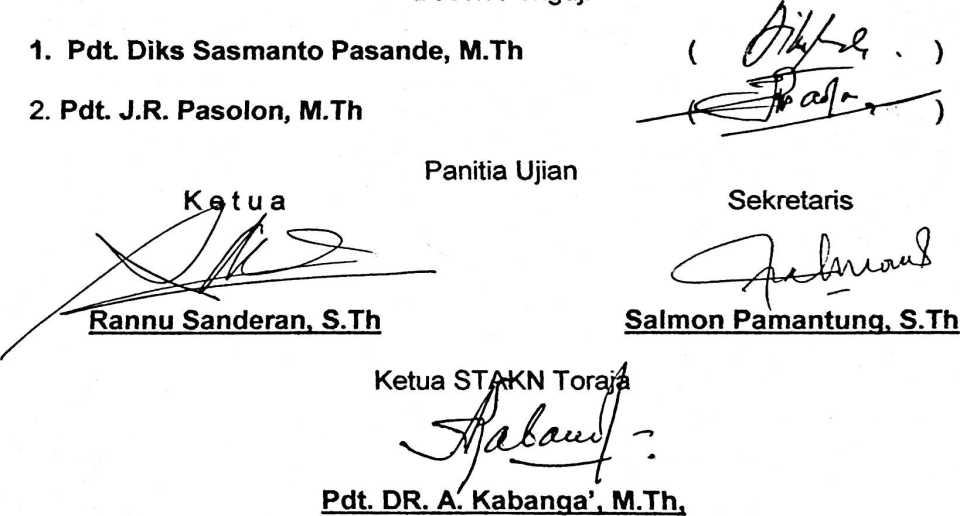 1. Pdt. Diks Sasmanto Pasande, M.Th ( . )
2. Pdt. J.R. Pasolon, M.Th ( )
Panitia Ujian
Ketua Sekretaris
Rannu Sanderan, S.Th Salmon Pamantung, S.Th
Ketua STAKN Toraja
Pdt. DR. A. Kabanga', M.Th,